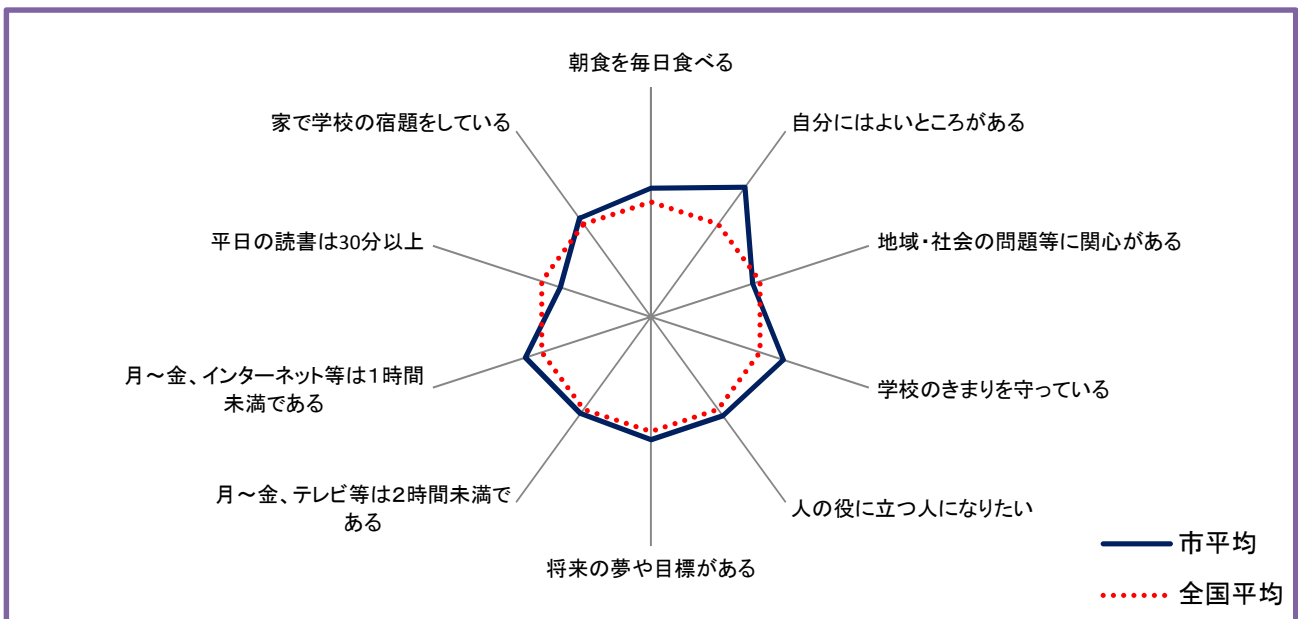 朝食を毎日食べる
自分にはよいところがある
地域・社会の問題等に関心がある
学校のきまりを守っている
人の役に立つ人になりたい
将来の夢や目標がある
月～金、テレビ等は２時間未満で
ある
月～金、インターネット等は１時間
未満である
平日の読書は30分以上
家で学校の宿題をしている
市平均
全国平均